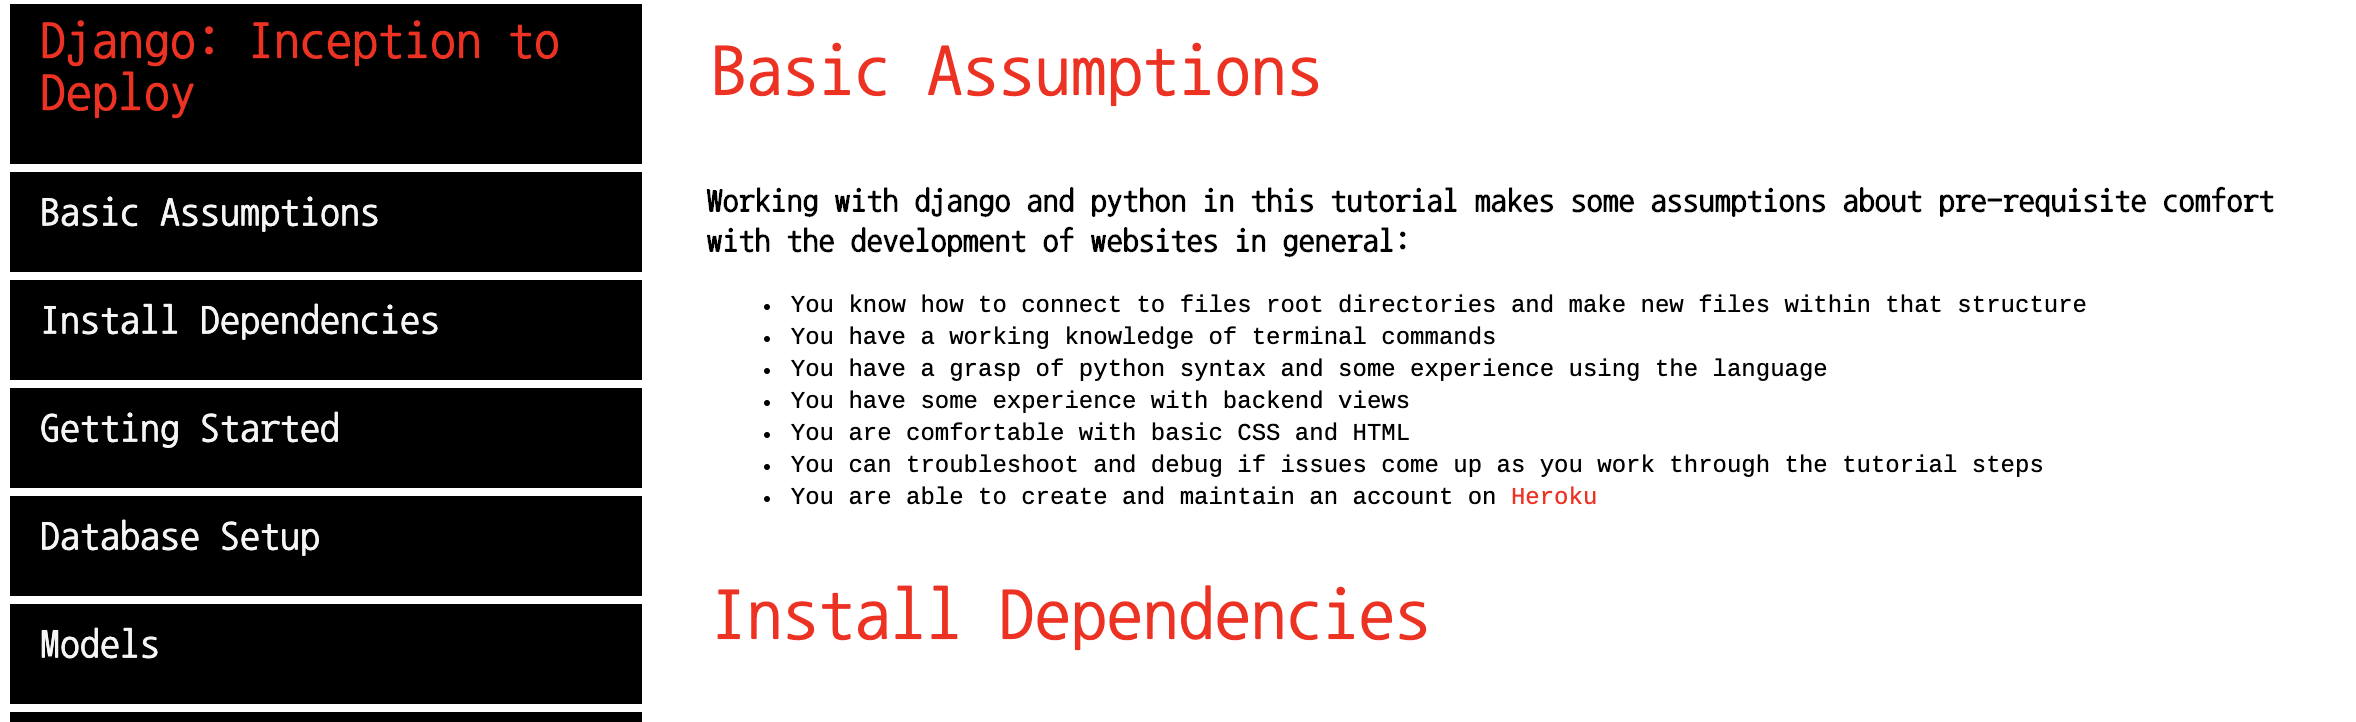 Django: Inception to
Deploy
Basic Assumptions
Install Dependencies
Getting Started
Database Setup
Models
Basic Assumptions
Working with django and python in this tutorial makes some assumptions about pre-requisite comfort
with the development of websites in general:
• You know how to connect to files root directories and make new files within that structure
• You have a working knowledge of terminal commands
• You have a grasp of python syntax and some experience using the language
• You have some experience with backend views
• You are comfortable with basic CSS and HTML
• You can troubleshoot and debug if issues come up as you work through the tutorial steps
• You are able to create and maintain an account on Heroku
Install Dependencies